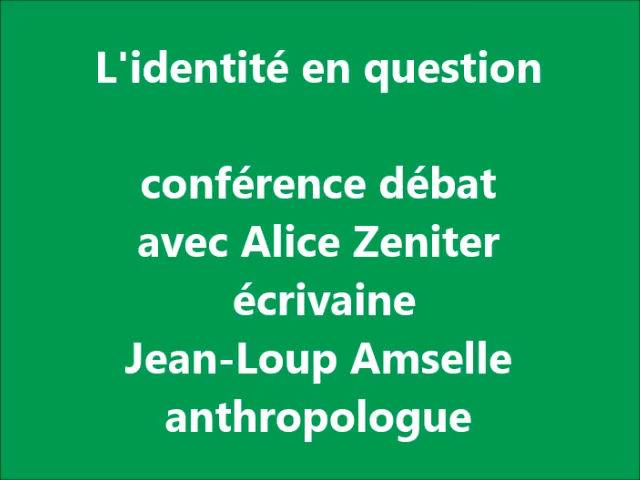 L'identité en question
conférence débat
avec Alice Zeniter
écrivaine
Jean-Loup Amselle
anthropologue